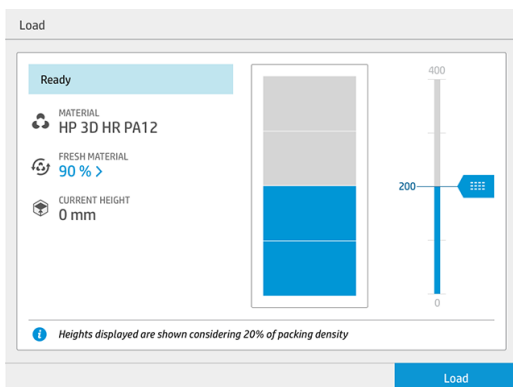 Load
Ready
MATERIAL
HP 3D HR PA12
FRESH MATERIAL
90 % >
CURRENT HEIGHT
0 mm
400
200
0
Heights displayed are shown considering 20% of packing density
Load